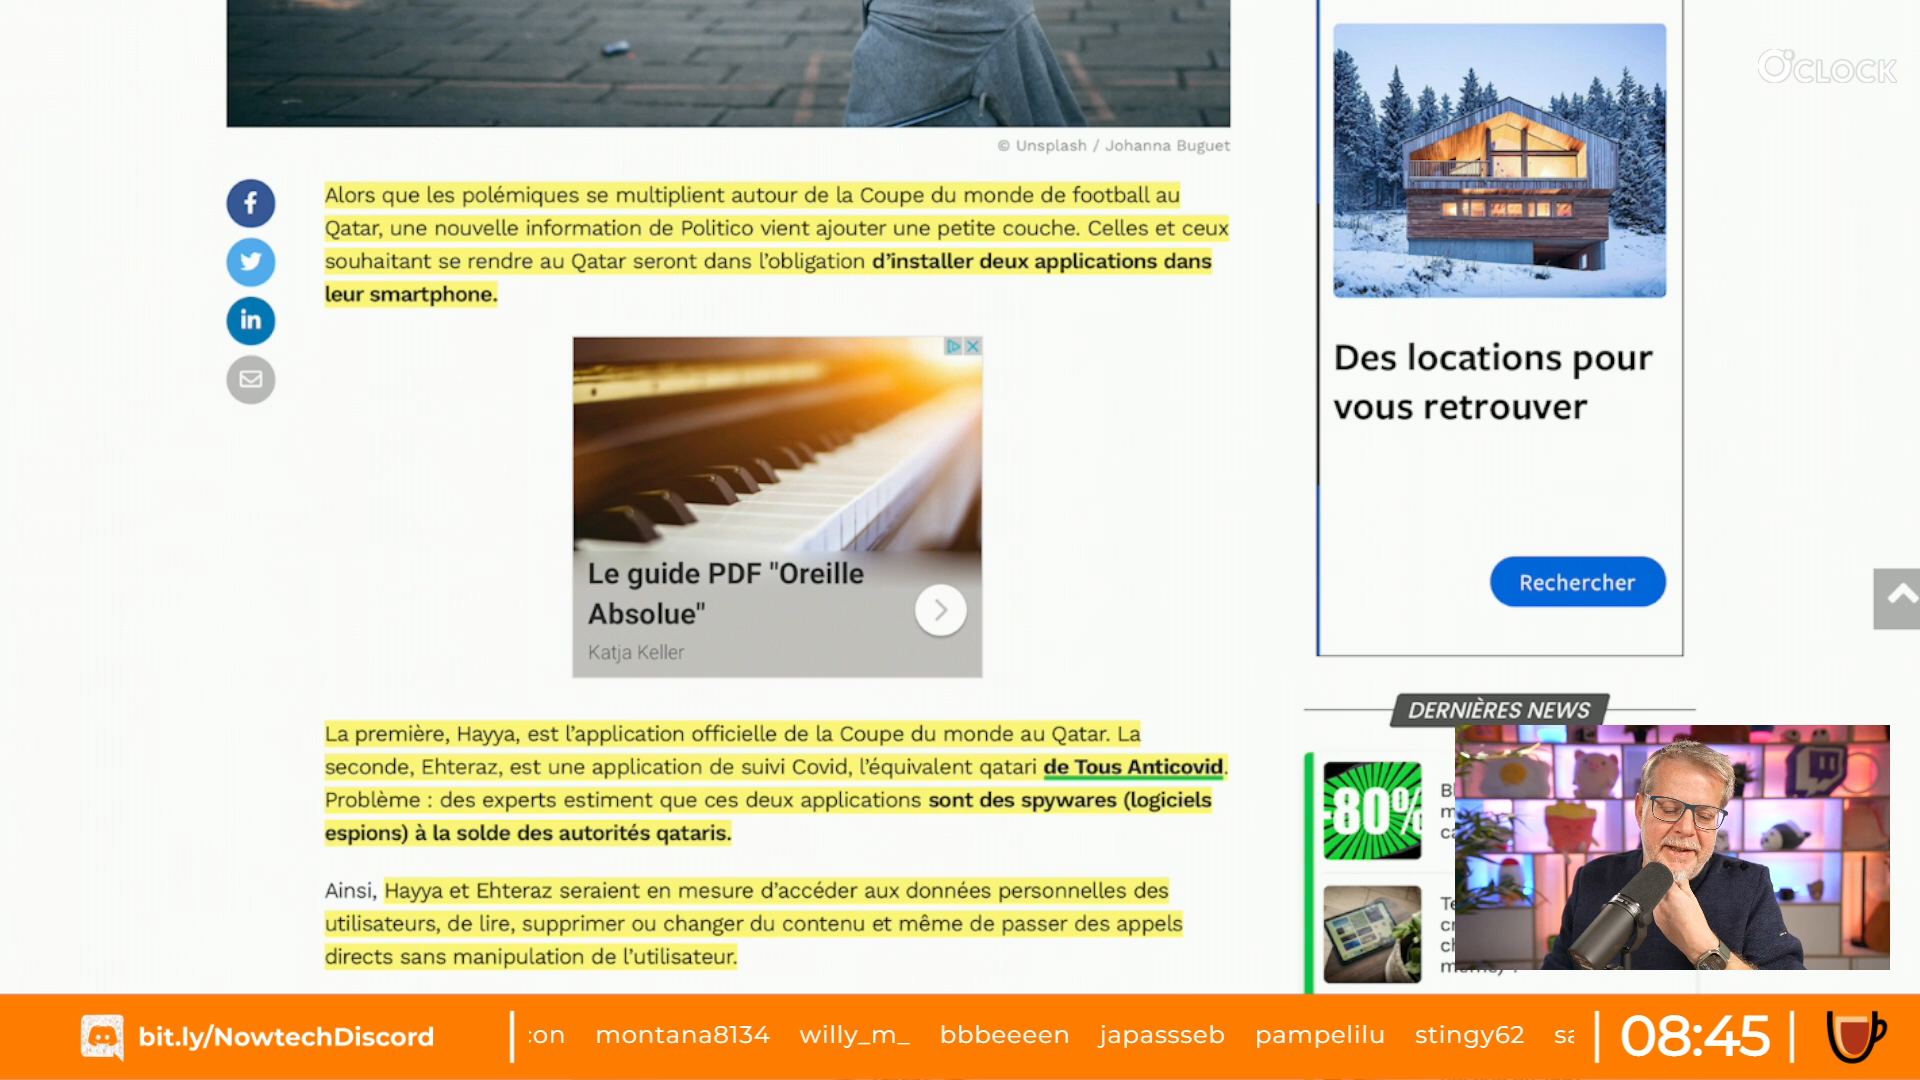 O'CLOCK
© Unsplash / Johanna Buguet
Alors que les polémiques se multiplient autour de la Coupe du monde de football au
Qatar, une nouvelle information de Politico vient ajouter une petite couche. Celles et ceux
souhaitant se rendre au Qatar seront dans l’obligation d’installer deux applications dans
leur smartphone.
Le guide PDF "Oreille
Absolue"
Katja Keller
La première, Hayya, est l’application officielle de la Coupe du monde au Qatar. La
seconde, Ehteraz, est une application de suivi Covid, l’équivalent qatari de Tous Anticovid.
Problème : des experts estiment que ces deux applications sont des spywares (logiciels
espions) à la solde des autorités qataris.
Ainsi, Hayya et Ehteraz seraient en mesure d’accéder aux données personnelles des
utilisateurs, de lire, supprimer ou changer du contenu et même de passer des appels
directs sans manipulation de l’utilisateur.
Des locations pour
vous retrouver
Rechercher
DERNIÈRES NEWS
-80%
bit.ly/NowtechDiscord
montana8134 willy_m_ bbbeeeen japassseb pampelilu stingy62
08:45